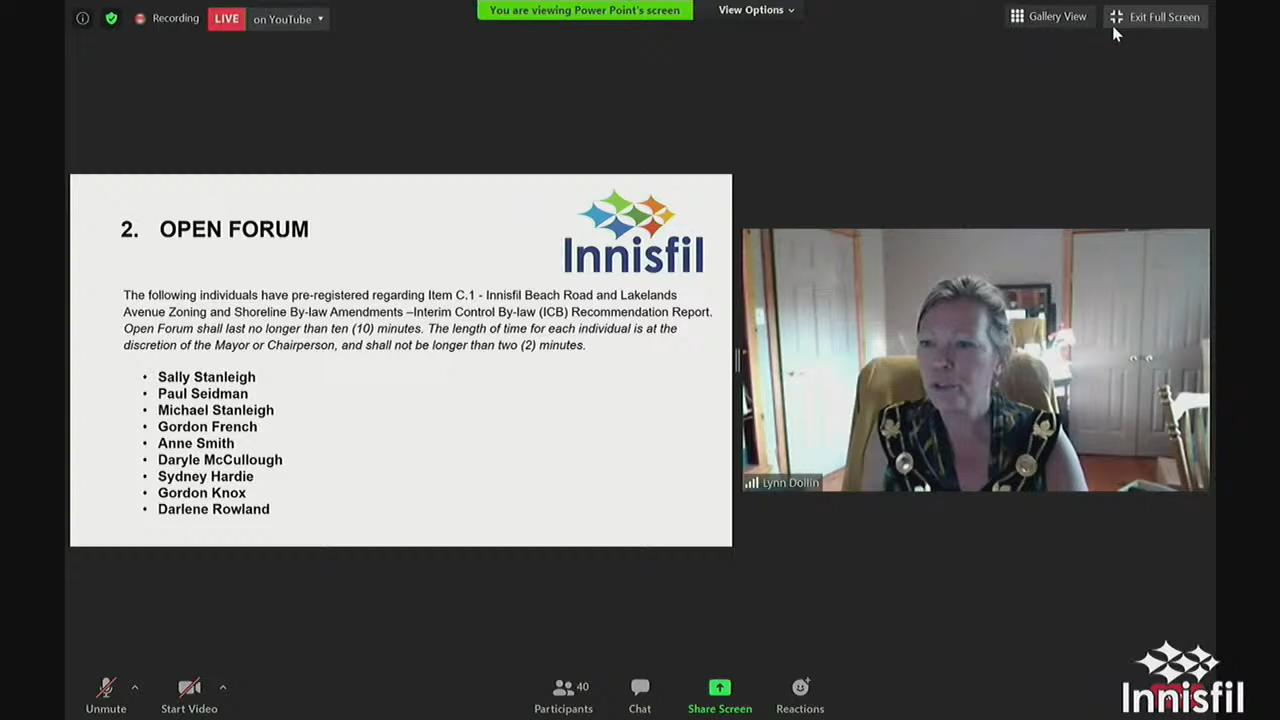 Recording
LIVE
on YouTube
You are viewing Power Point's screen
View Options
Gallery View
Exit Full Screen
2. OPEN FORUM
Innisfil
The following individuals have pre-registered regarding Item C.1 - Innisfil Beach Road and Lakelands
Avenue Zoning and Shoreline By-law Amendments –Interim Control By-law (ICB) Recommendation Report.
Open Forum shall last no longer than ten (10) minutes. The length of time for each individual is at the
discretion of the Mayor or Chairperson, and shall not be longer than two (2) minutes.
• Sally Stanleigh
• Paul Seidman
• Michael Stanleigh
• Gordon French
• Anne Smith
• Daryle McCullough
• Sydney Hardie
• Gordon Knox
• Darlene Rowland
Lynn Dollin
Unmute
Start Video
40
Participants
Chat
Share Screen
Reactions
Innisfil